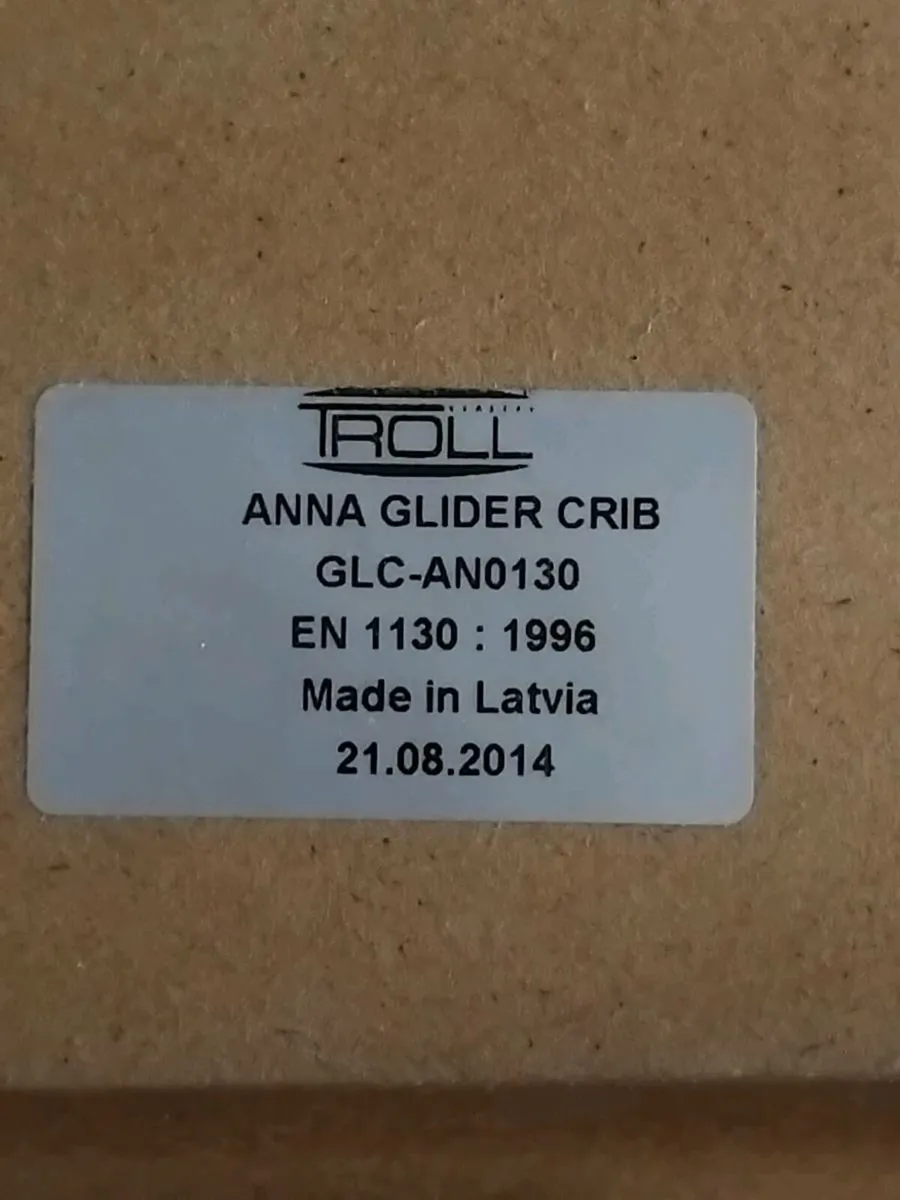 TROLL
ANNA GLIDER CRIB
GLC-AN0130
EN 1130 : 1996
Made in Latvia
21.08.2014